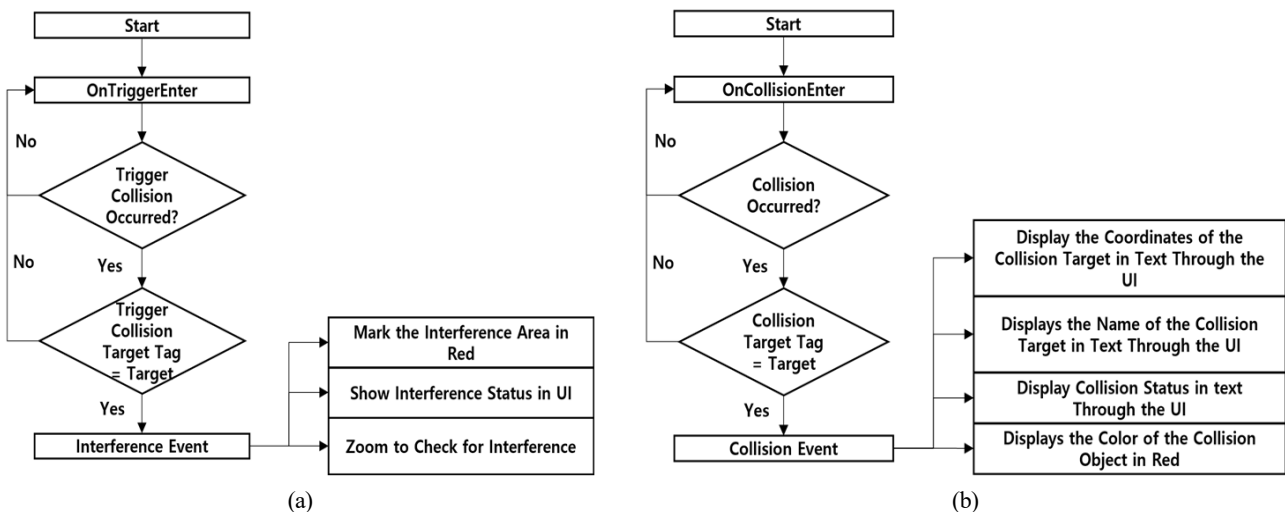 Start
OnTriggerEnter
No
Trigger
Collision
Occurred?
No
Yes
Trigger
Collision
Target Tag
= Target
Yes
Interference Event
Mark the Interference Area in
Red
Show Interference Status in UI
Zoom to Check for Interference
(a)
Start
OnCollisionEnter
No
Collision
Occurred?
No
Yes
Collision
Target Tag
= Target
Yes
Collision Event
Display the Coordinates of the
Collision Target in Text Through the
UI
Displays the Name of the Collision
Target in Text Through the UI
Display Collision Status in text
Through the UI
Displays the Color of the Collision
Object in Red
(b)